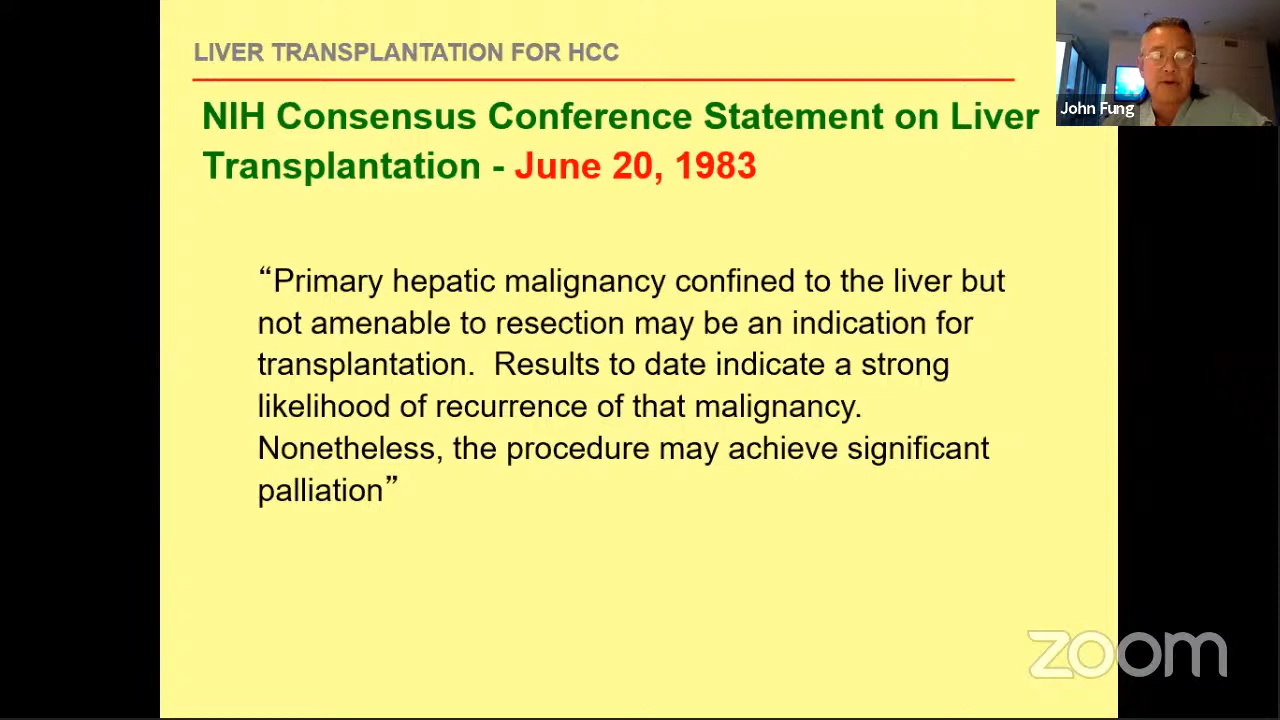 LIVER TRANSPLANTATION FOR HCC
NIH Consensus Conference Statement on Liver
Transplantation - June 20, 1983
“Primary hepatic malignancy confined to the liver but
not amenable to resection may be an indication for
transplantation.  Results to date indicate a strong
likelihood of recurrence of that malignancy.
Nonetheless, the procedure may achieve significant
palliation”
John Fung
zoom